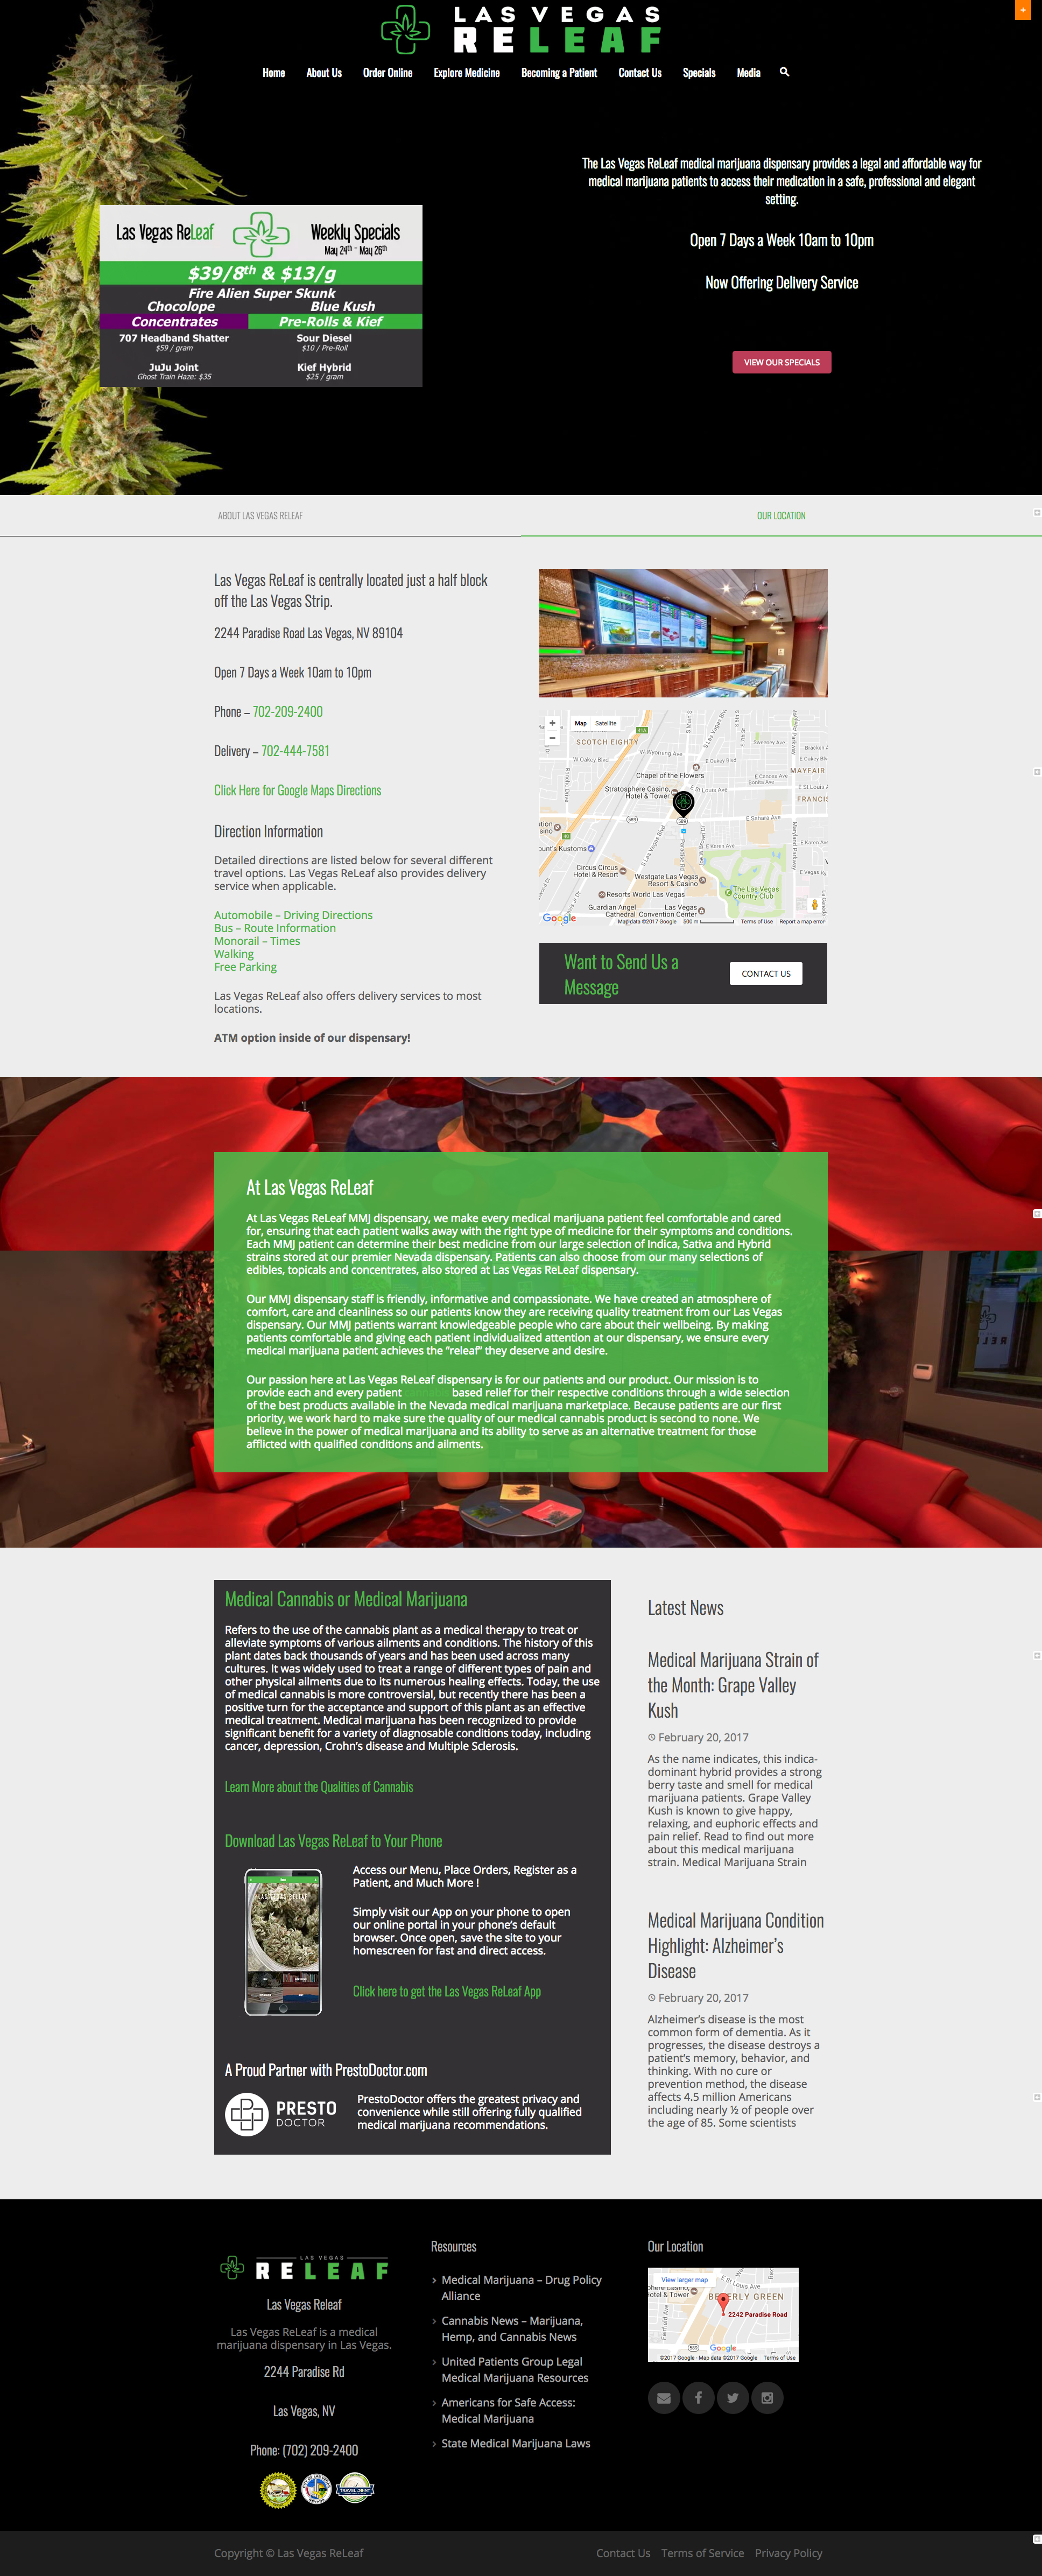 LAS VEGAS
RELEAF
Home About Us Order Online Explore Medicine Becoming a Patient Contact Us Specials Media
The Las Vegas ReLeaf medical marijuana dispensary provides a legal and affordable way for
medical marijuana patients to access their medication in a safe, professional and elegant
setting.
Open 7 Days a Week 10am to 10pm
Now Offering Delivery Service
VIEW OUR SPECIALS
Las Vegas ReLeaf Weekly Specials
May 24th - May 26th
$39/8th & $13/g
Fire Alien Super Skunk
Chocolope Blue Kush
Concentrates Pre-Rolls & Kief
707 Headband Shatter Sour Diesel
$59 / gram $10 / Pre-Roll
JuJu Joint Kief Hybrid
Ghost Train Haze: $35 $25 / gram
ABOUT LAS VEGAS RELEAF OUR LOCATION
Las Vegas ReLeaf is centrally located just a half block
off the Las Vegas Strip.
2244 Paradise Road Las Vegas, NV 89104
Open 7 Days a Week 10am to 10pm
Phone – 702-209-2400
Delivery – 702-444-7581
Click Here for Google Maps Directions
Direction Information
Detailed directions are listed below for several different
travel options. Las Vegas ReLeaf also provides delivery
service when applicable.
Automobile – Driving Directions
Bus – Route Information
Monorail – Times
Walking
Free Parking
Las Vegas ReLeaf also offers delivery services to most
locations.
ATM option inside of our dispensary!
Map Satellite
SCOTCH EIGHTY
W Wyoming Ave
W Oakey Blvd
E Oakey Blvd
Chapel of the Flowers
MAYFAIR
Stratosphere Casino,
Hotel & Tower
St Louis Ave
FRANCIS
E Sahara Ave
E Karen Ave
Circus Circus
Hotel & Resort
Westgate Las Vegas
Resort & Casino
Resorts World Las Vegas
The Las Vegas
Country Club
Guardian Angel
Cathedral
Las Vegas
Convention Center
Google
Map data ©2017 Google 500 m Terms of Use Report a map error
Want to Send Us a
Message
CONTACT US
At Las Vegas ReLeaf
At Las Vegas ReLeaf MMJ dispensary, we make every medical marijuana patient feel comfortable and cared
for, ensuring that each patient walks away with the right type of medicine for their symptoms and conditions.
Each MMJ patient can determine their best medicine from our large selection of Indica, Sativa and Hybrid
strains stored at our premier Nevada dispensary. Patients can also choose from our many selections of
edibles, topicals and concentrates, also stored at Las Vegas ReLeaf dispensary.
Our MMJ dispensary staff is friendly, informative and compassionate. We have created an atmosphere of
comfort, care and cleanliness so our patients know they are receiving quality treatment from our Las Vegas
dispensary. Our MMJ patients warrant knowledgeable people who care about their wellbeing. By making
patients comfortable and giving each patient individualized attention at our dispensary, we ensure every
medical marijuana patient achieves the "releaf" they deserve and desire.
Our passion here at Las Vegas ReLeaf dispensary is for our patients and our product. Our mission is to
provide each and every patient based relief for their respective conditions through a wide selection
of the best products available in the Nevada medical marijuana marketplace. Because patients are our first
priority, we work hard to make sure the quality of our medical cannabis product is second to none. We
believe in the power of medical marijuana and its ability to serve as an alternative treatment for those
afflicted with qualified conditions and ailments.
Medical Cannabis or Medical Marijuana
Refers to the use of the cannabis plant as a medical therapy to treat or
alleviate symptoms of various ailments and conditions. The history of this
plant dates back thousands of years and has been used across many
cultures. It was widely used to treat a range of different types of pain and
other physical ailments due to its numerous healing effects. Today, the use
of medical cannabis is more controversial, but recently there has been a
positive turn for the acceptance and support of this plant as an effective
medical treatment. Medical marijuana has been recognized to provide
significant benefit for a variety of diagnosable conditions today, including
cancer, depression, Crohn's disease and Multiple Sclerosis.
Learn More about the Qualities of Cannabis
Download Las Vegas ReLeaf to Your Phone
Access our Menu, Place Orders, Register as a
Patient, and Much More !
Simply visit our App on your phone to open
our online portal in your phone's default
browser. Once open, save the site to your
homescreen for fast and direct access.
Click here to get the Las Vegas ReLeaf App
A Proud Partner with PrestoDoctor.com
PRESTO
DOCTOR
PrestoDoctor offers the greatest privacy and
convenience while still offering fully qualified
medical marijuana recommendations.
Latest News
Medical Marijuana Strain of
the Month: Grape Valley
Kush
February 20, 2017
As the name indicates, this indica-
dominant hybrid provides a strong
berry taste and smell for medical
marijuana patients. Grape Valley
Kush is known to give happy,
relaxing, and euphoric effects and
pain relief. Read to find out more
about this medical marijuana
strain. Medical Marijuana Strain
Medical Marijuana Condition
Highlight: Alzheimer's
Disease
February 20, 2017
Alzheimer's disease is the most
common form of dementia. As it
progresses, the disease destroys a
patient's memory, behavior, and
thinking. With no cure or
prevention method, the disease
affects 4.5 million Americans
including nearly ½ of people over
the age of 85. Some scientists
LAS VEGAS
RELEAF
Las Vegas Releaf
Las Vegas ReLeaf is a medical
marijuana dispensary in Las Vegas.
2244 Paradise Rd
Las Vegas, NV
Phone: (702) 209-2400
Resources
Medical Marijuana – Drug Policy
Alliance
Cannabis News – Marijuana,
Hemp, and Cannabis News
United Patients Group Legal
Medical Marijuana Resources
Americans for Safe Access:
Medical Marijuana
State Medical Marijuana Laws
Our Location
View larger map
2242 Paradise Road
Google
©2017 Google · Map data ©2017 Google Terms of Use
Copyright © Las Vegas ReLeaf
Contact Us Terms of Service Privacy Policy